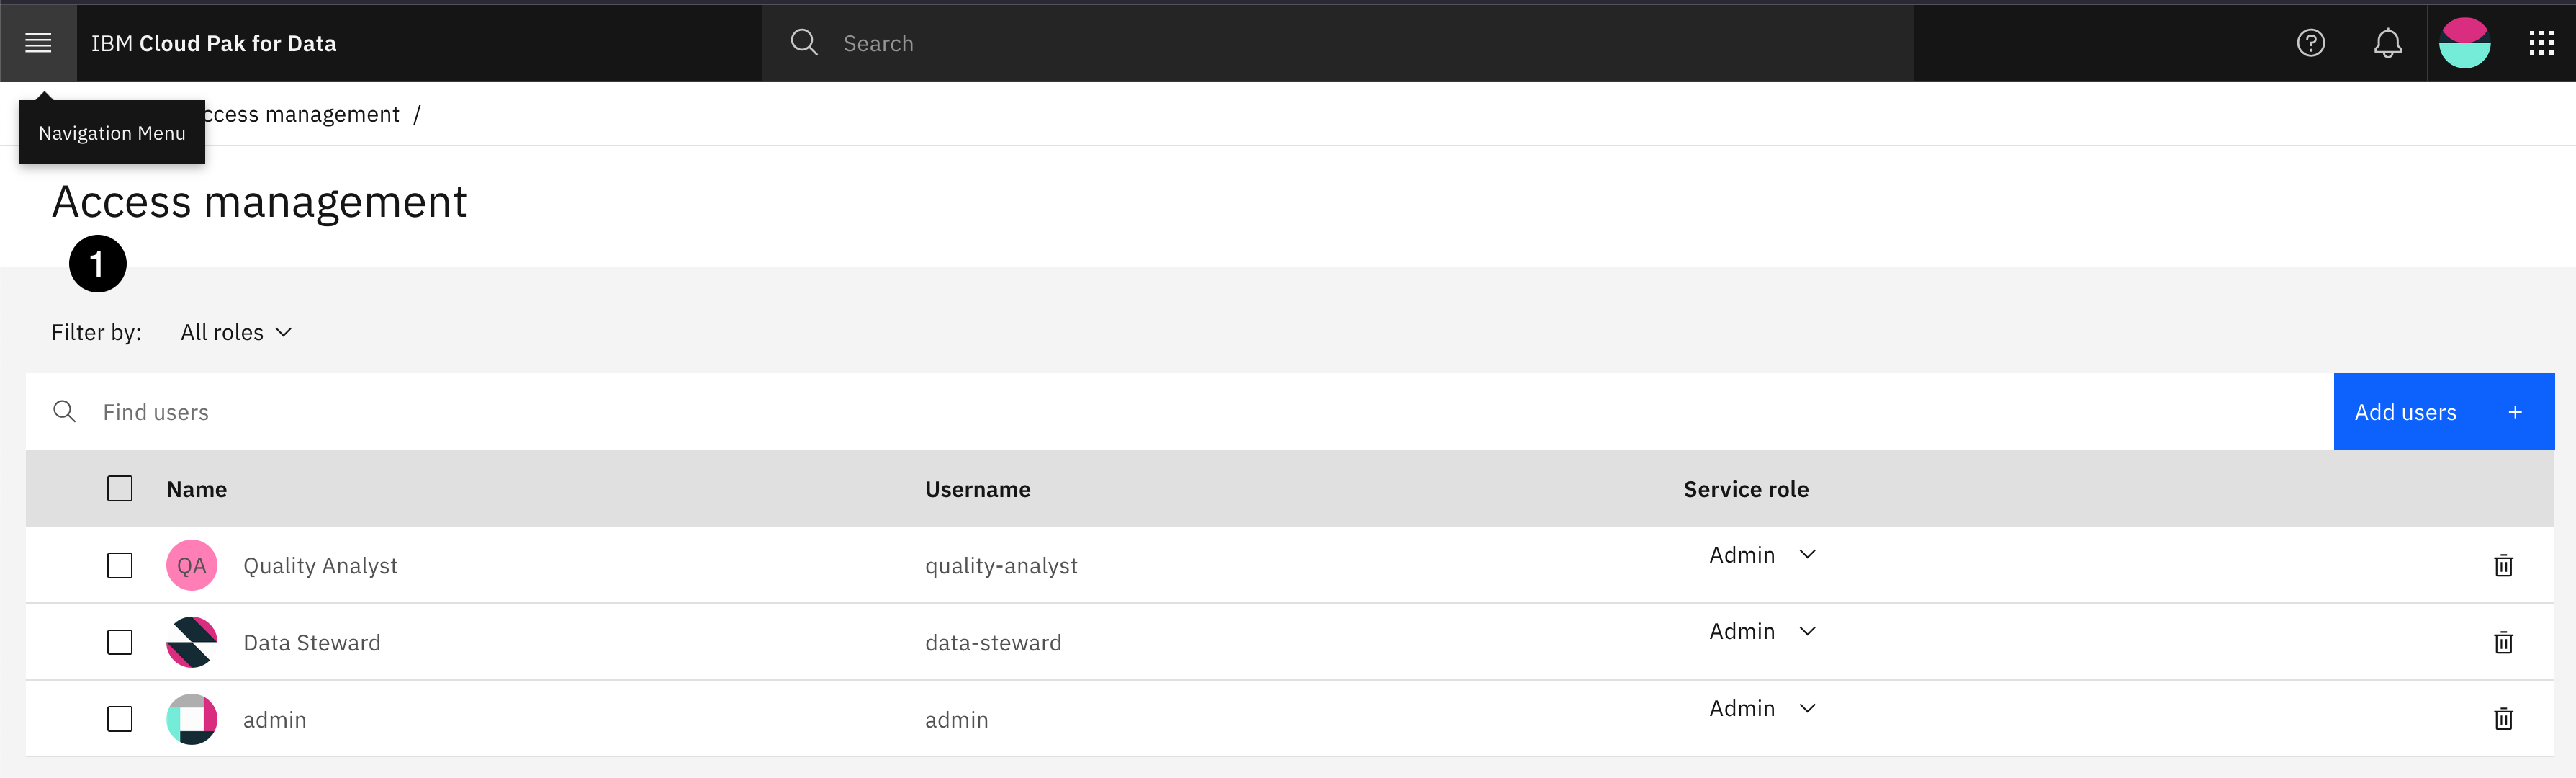 IBM Cloud Pak for Data
Search
ccess management /
Navigation Menu
Access management
1
Filter by: All roles
Find users
Add users +
Name Username Service role
QA Quality Analyst quality-analyst Admin
Data Steward data-steward Admin
admin admin Admin